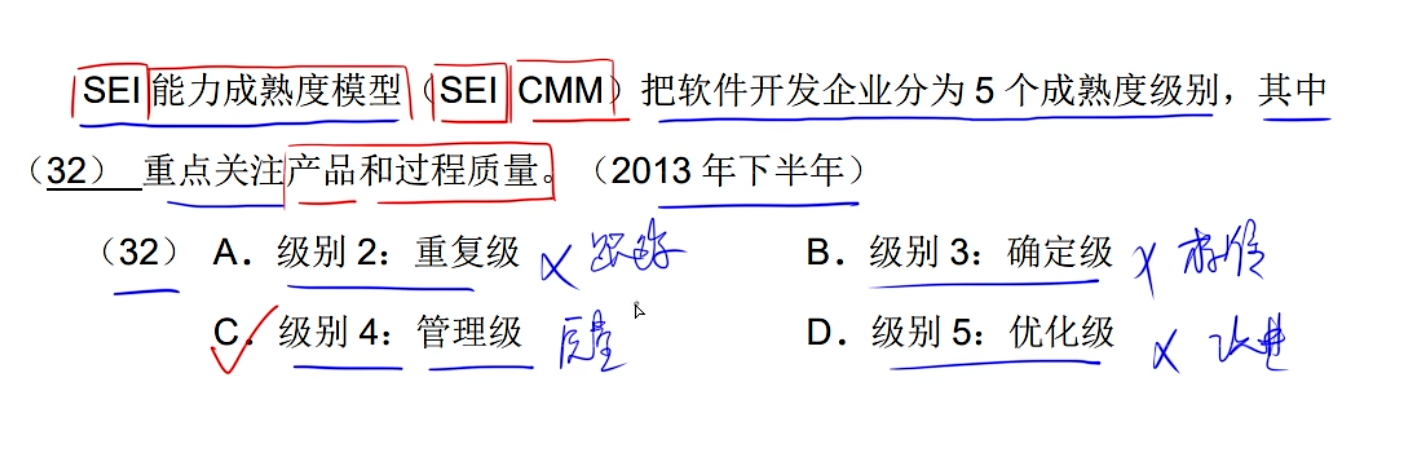 SEI能力成熟度模型（SEI CMM）把软件开发企业分为 5 个成熟度级别，其中
（32） 重点关注产品和过程质量。（2013 年下半年）
（32） A．级别 2：重复级 × 跟踪 B．级别 3：确定级 ×
C．级别 4：管理级 质量 D．级别 5：优化级 × 改进